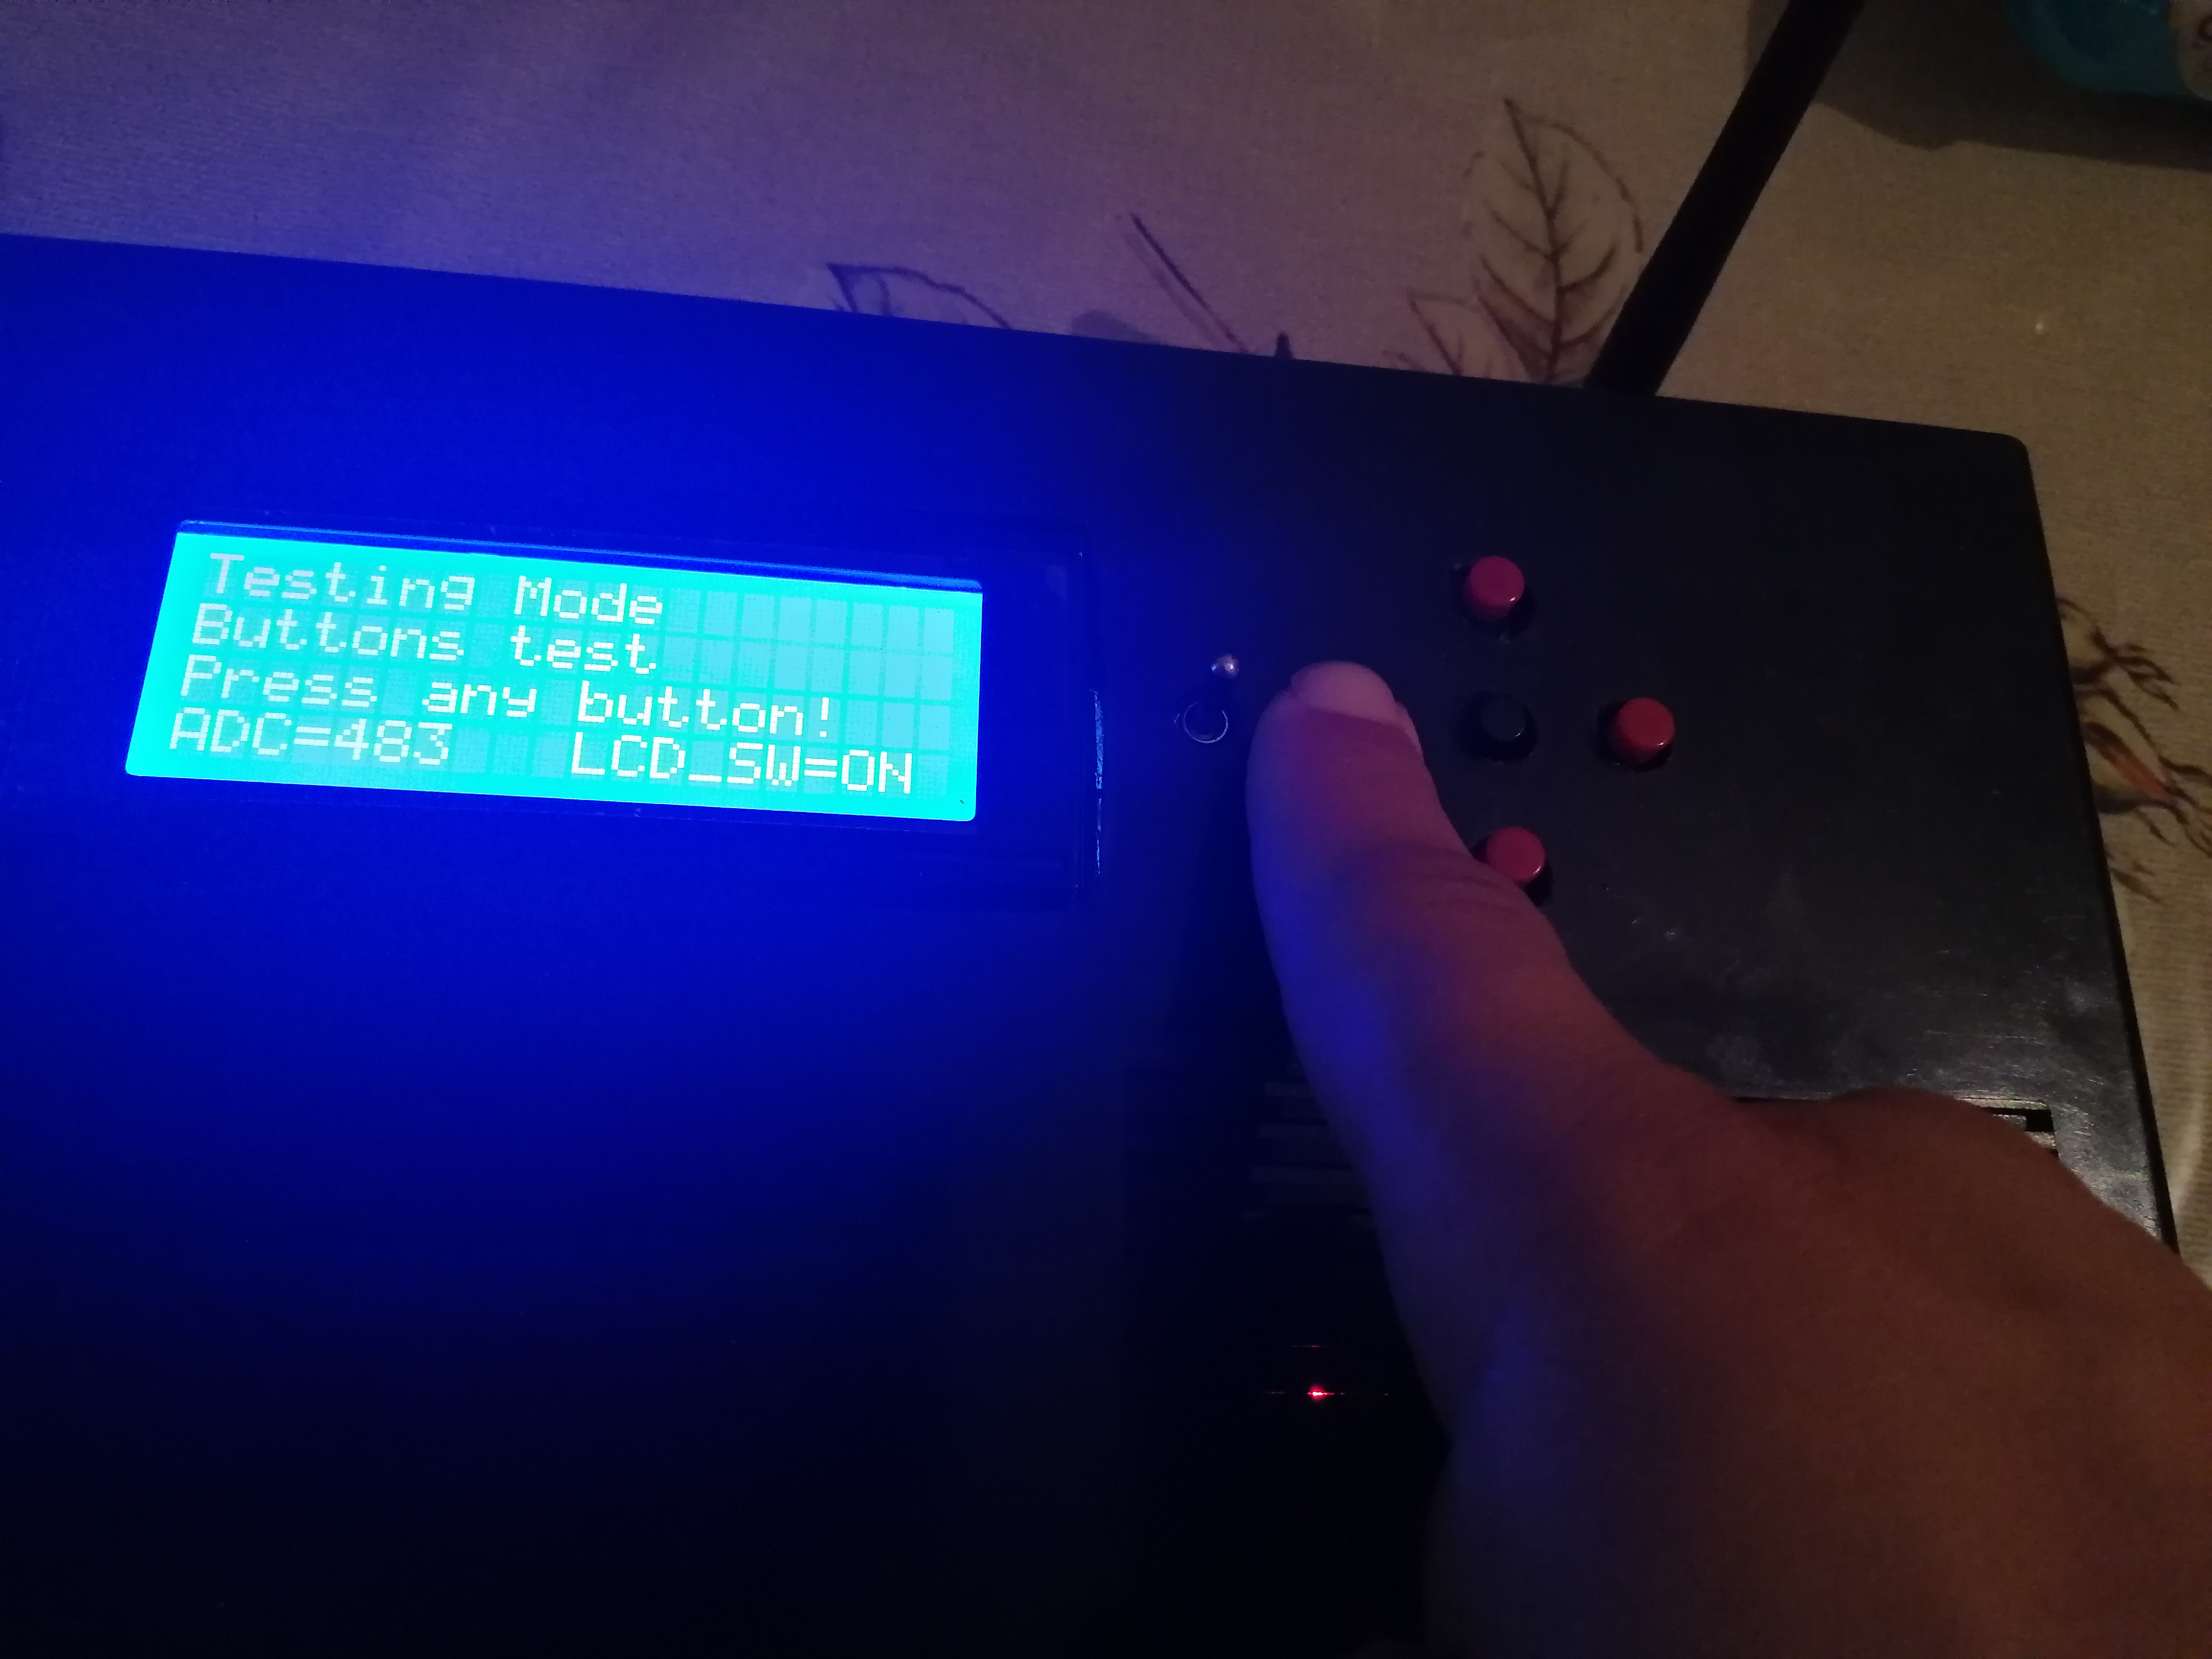 Testing Mode
Buttons test
Press any button!
ADC=483 LCD_SW=ON